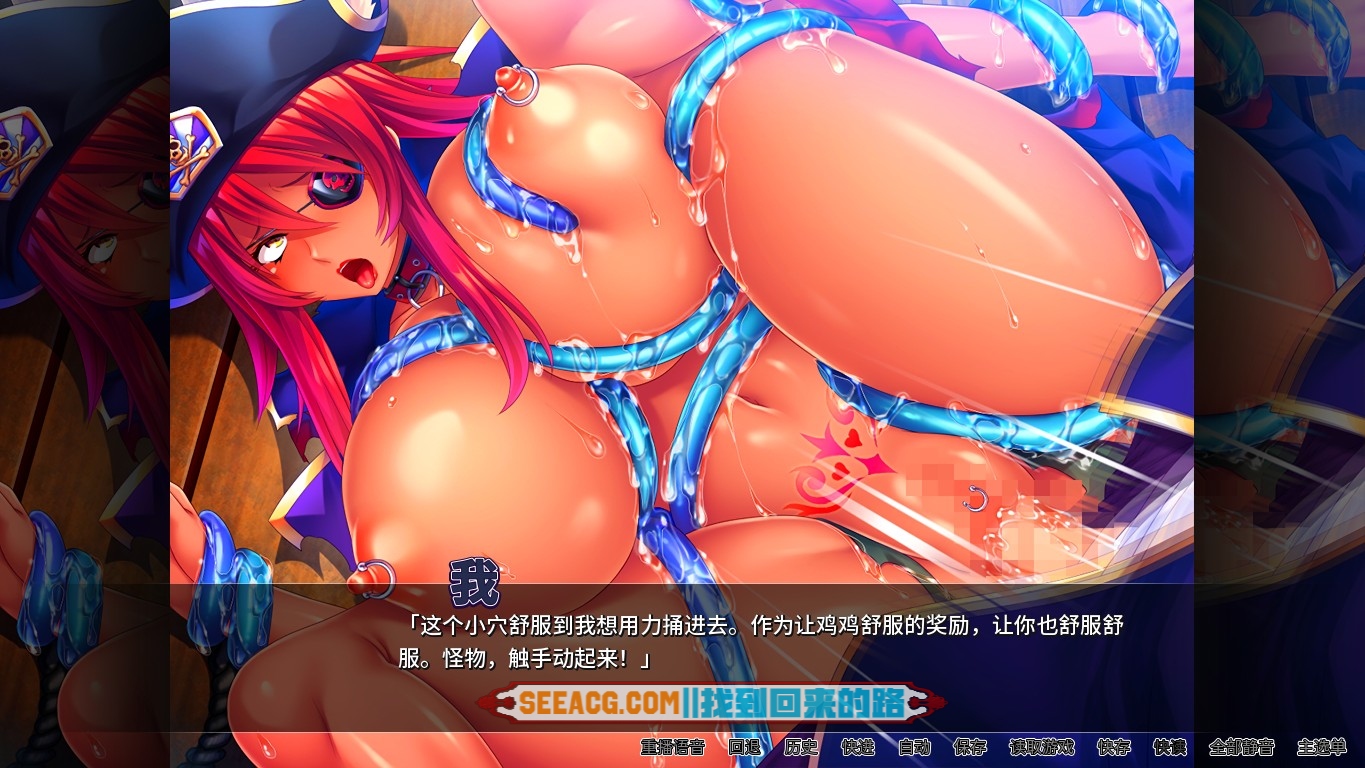 我
「这个小穴舒服到我想用力捅进去。作为让鸡鸡舒服的奖励，让你也舒服舒
服。怪物，触手动起来！」
SEEACG.COM||找到回来的路
重播语音 回退 历史 快进 自动 保存 读取游戏 快存 快读 全部静音 主选单